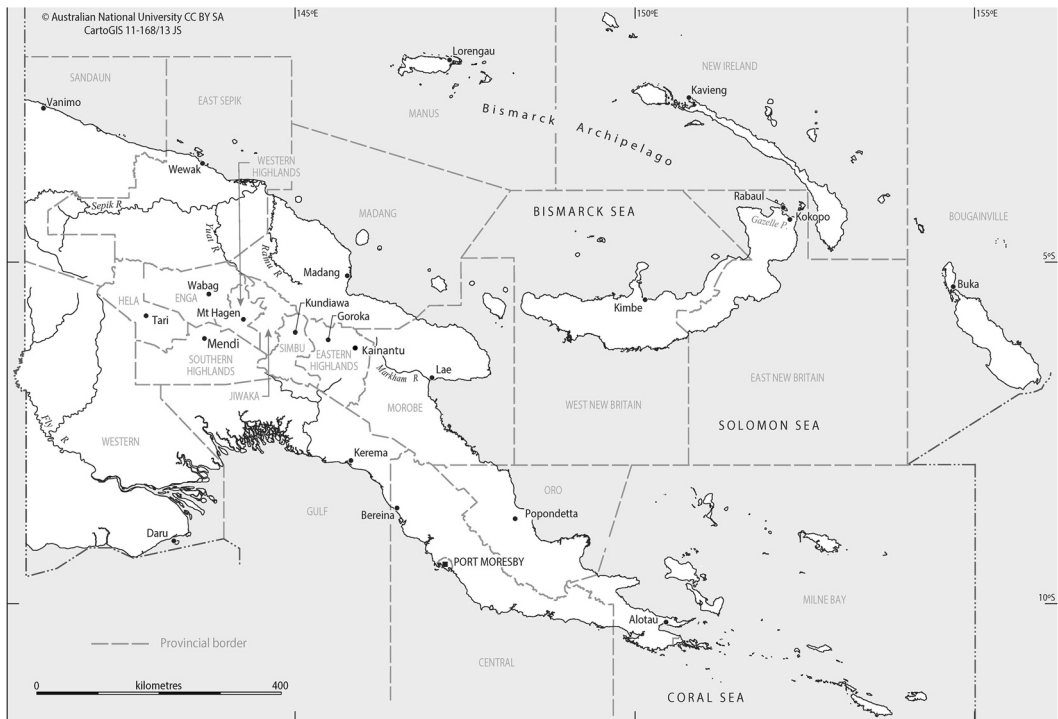 © Australian National University CC BY SA
CartoGIS 11-168/13 JS
145°E
150°E
155°E
Lorengau
SANDAUN
NEW IRELAND
Kavieng
Vanimo
EAST SEPIK
MANUS
Bismarck Archipelago
WESTERN
HIGHLANDS
Wewak
Sepik R
Rabaul
BISMARCK SEA
Kokopo
MADANG
Gazelle P.
BOUGAINVILLE
Yuat R
Ramu R
5°S
Madang
Buka
Wabag
HELA
ENGA
Kundiawa
Kimbe
Mt Hagen
Goroka
Tari
Mendi
SIMBU
Kainantu
EASTERN
HIGHLANDS
SOUTHERN
HIGHLANDS
Markham R
Lae
EAST NEW BRITAIN
JIWAKA
MOROBE
WEST NEW BRITAIN
Fly R
SOLOMON SEA
WESTERN
Kerema
ORO
GULF
Bereina
Popondetta
Daru
PORT MORESBY
MILNE BAY
10°S
Alotau
Provincial border
CENTRAL
0 kilometres 400
CORAL SEA